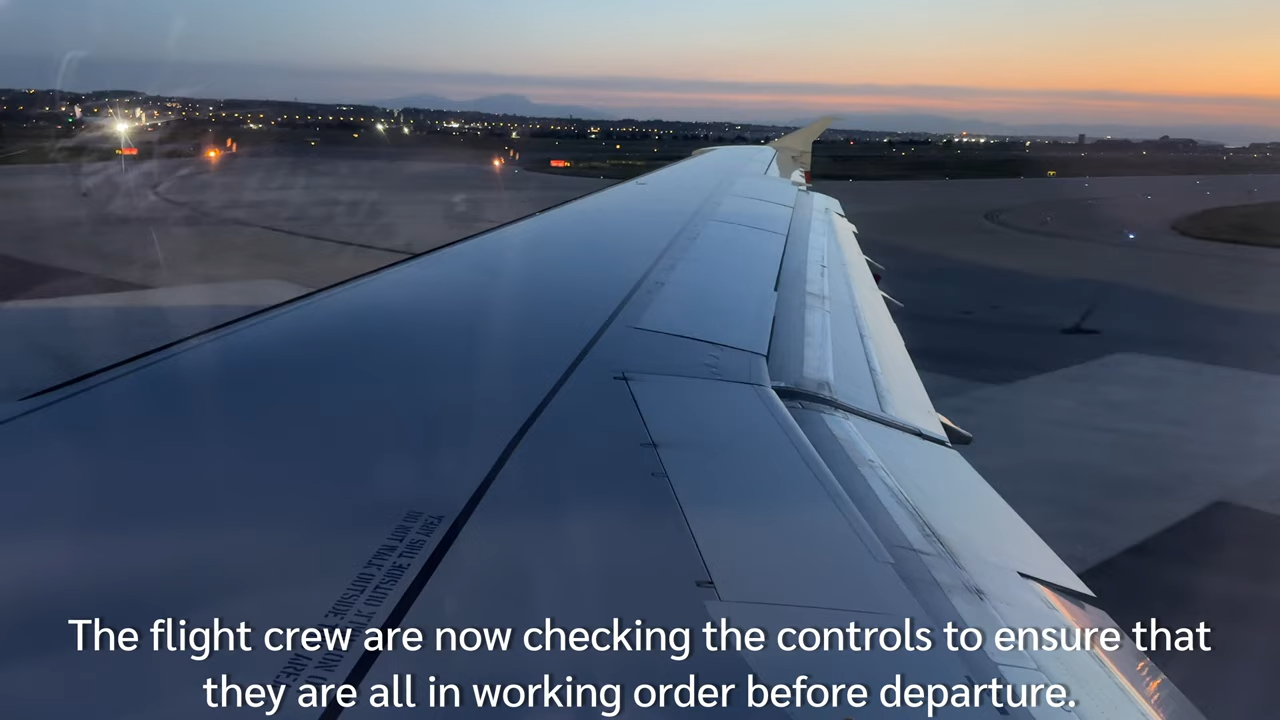 DO NOT WALK OUTSIDE THIS AREA
The flight crew are now checking the controls to ensure that
they are all in working order before departure.